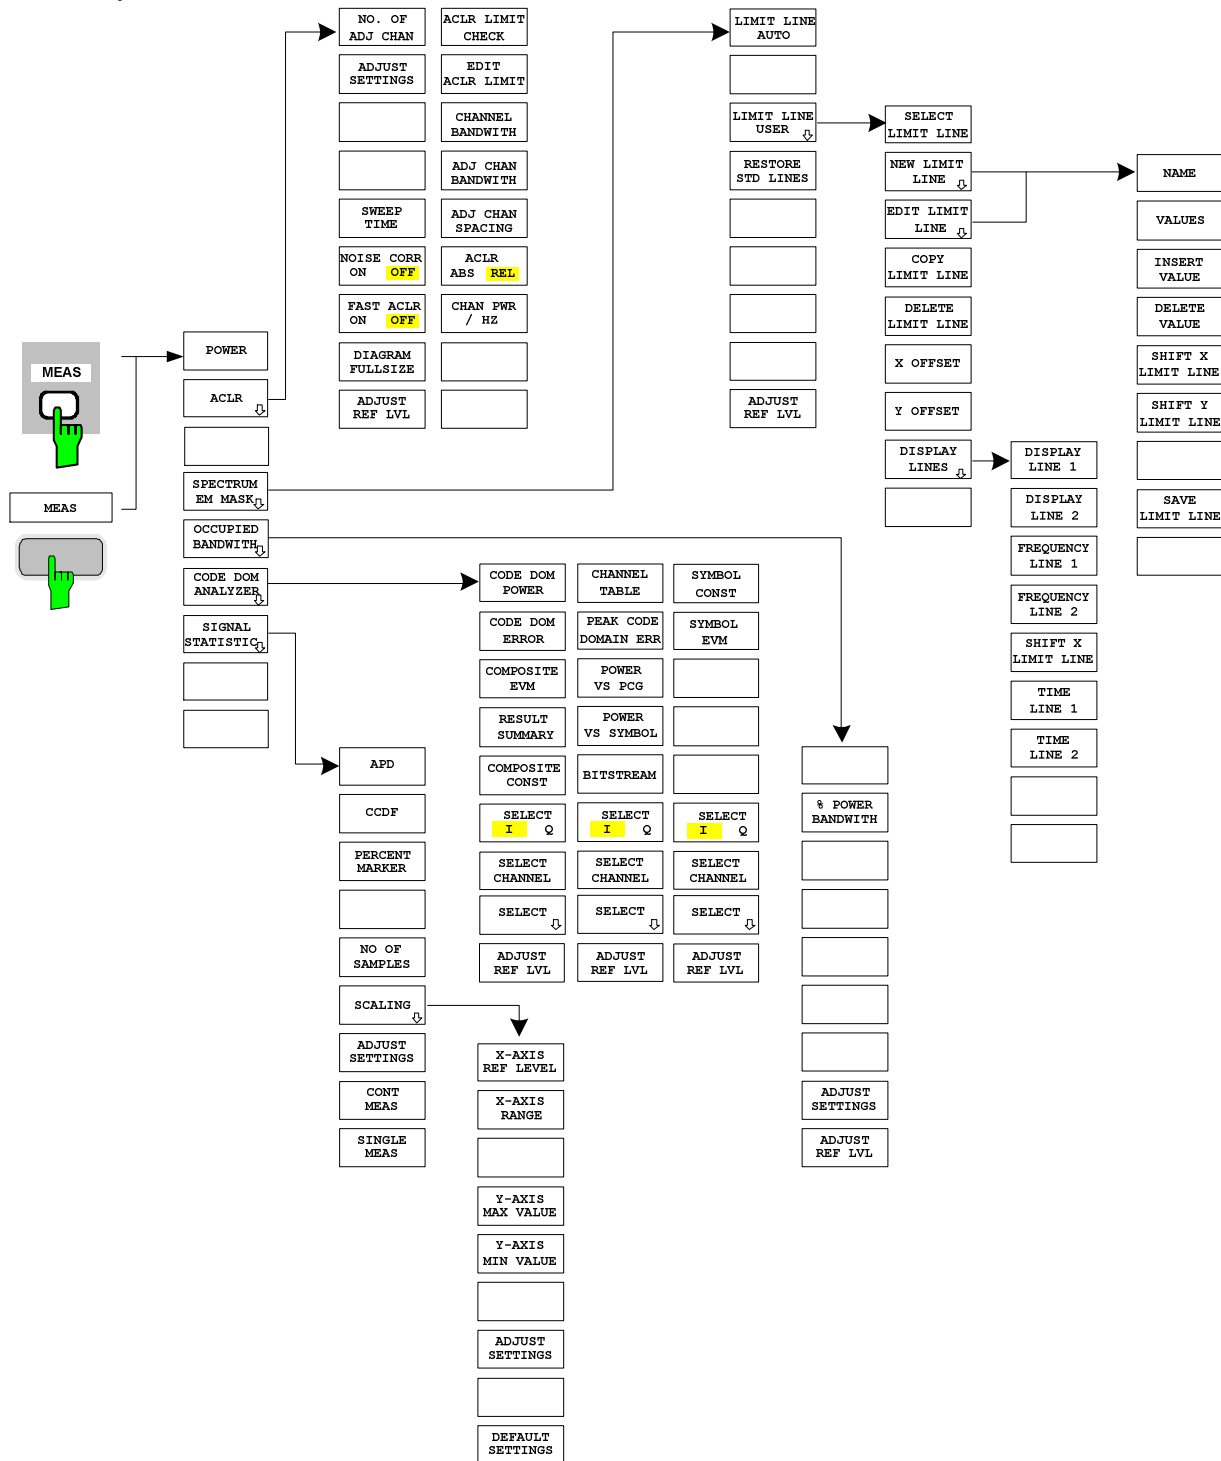 MEAS
MEAS
POWER
ACLR
SPECTRUM
EM MASK
OCCUPIED
BANDWITH
CODE DOM
ANALYZER
SIGNAL
STATISTIC
NO. OF
ADJ CHAN
ADJUST
SETTINGS
SWEEP
TIME
NOISE CORR
ON OFF
FAST ACLR
ON OFF
DIAGRAM
FULLSIZE
ADJUST
REF LVL
ACLR LIMIT
CHECK
EDIT
ACLR LIMIT
CHANNEL
BANDWITH
ADJ CHAN
BANDWITH
ADJ CHAN
SPACING
ACLR
ABS REL
CHAN PWR
/ HZ
LIMIT LINE
AUTO
LIMIT LINE
USER
RESTORE
STD LINES
ADJUST
REF LVL
SELECT
LIMIT LINE
NEW LIMIT
LINE
EDIT LIMIT
LINE
COPY
LIMIT LINE
DELETE
LIMIT LINE
X OFFSET
Y OFFSET
DISPLAY
LINES
NAME
VALUES
INSERT
VALUE
DELETE
VALUE
SHIFT X
LIMIT LINE
SHIFT Y
LIMIT LINE
SAVE
LIMIT LINE
DISPLAY
LINE 1
DISPLAY
LINE 2
FREQUENCY
LINE 1
FREQUENCY
LINE 2
SHIFT X
LIMIT LINE
TIME
LINE 1
TIME
LINE 2
CODE DOM
POWER
CODE DOM
ERROR
COMPOSITE
EVM
RESULT
SUMMARY
COMPOSITE
CONST
SELECT
I Q
SELECT
CHANNEL
SELECT
ADJUST
REF LVL
CHANNEL
TABLE
PEAK CODE
DOMAIN ERR
POWER
VS PCG
POWER
VS SYMBOL
BITSTREAM
SELECT
I Q
SELECT
CHANNEL
SELECT
ADJUST
REF LVL
SYMBOL
CONST
SYMBOL
EVM
SELECT
I Q
SELECT
CHANNEL
SELECT
ADJUST
REF LVL
% POWER
BANDWITH
ADJUST
SETTINGS
ADJUST
REF LVL
APD
CCDF
PERCENT
MARKER
NO OF
SAMPLES
SCALING
ADJUST
SETTINGS
CONT
MEAS
SINGLE
MEAS
X-AXIS
REF LEVEL
X-AXIS
RANGE
Y-AXIS
MAX VALUE
Y-AXIS
MIN VALUE
ADJUST
SETTINGS
DEFAULT
SETTINGS